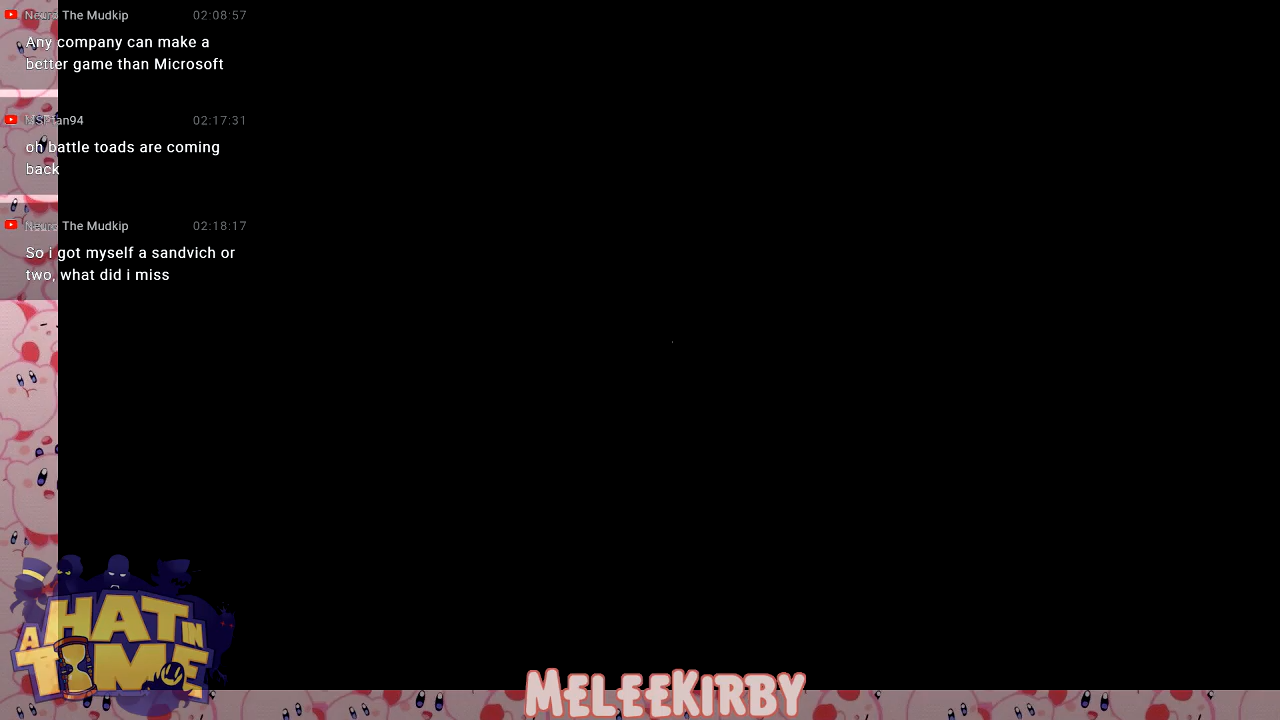 Neuro The Mudkip 02:08:57
Any company can make a
better game than Microsoft
MSFan94 02:17:31
oh battle toads are coming
back
Neuro The Mudkip 02:18:17
So i got myself a sandvich or
two, what did i miss
A HAT IN TIME
MELEEKIRBY